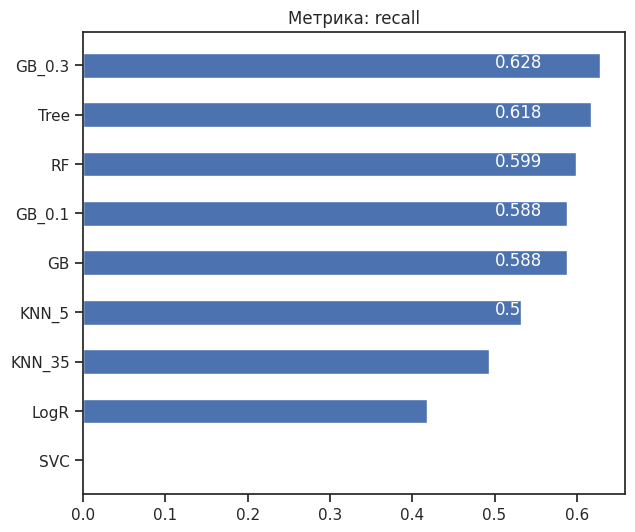 Метрика: recall
GB_0.3 0.628
Tree 0.618
RF 0.599
GB_0.1 0.588
GB 0.588
KNN_5 0.5
KNN_35
LogR
SVC
0.0 0.1 0.2 0.3 0.4 0.5 0.6